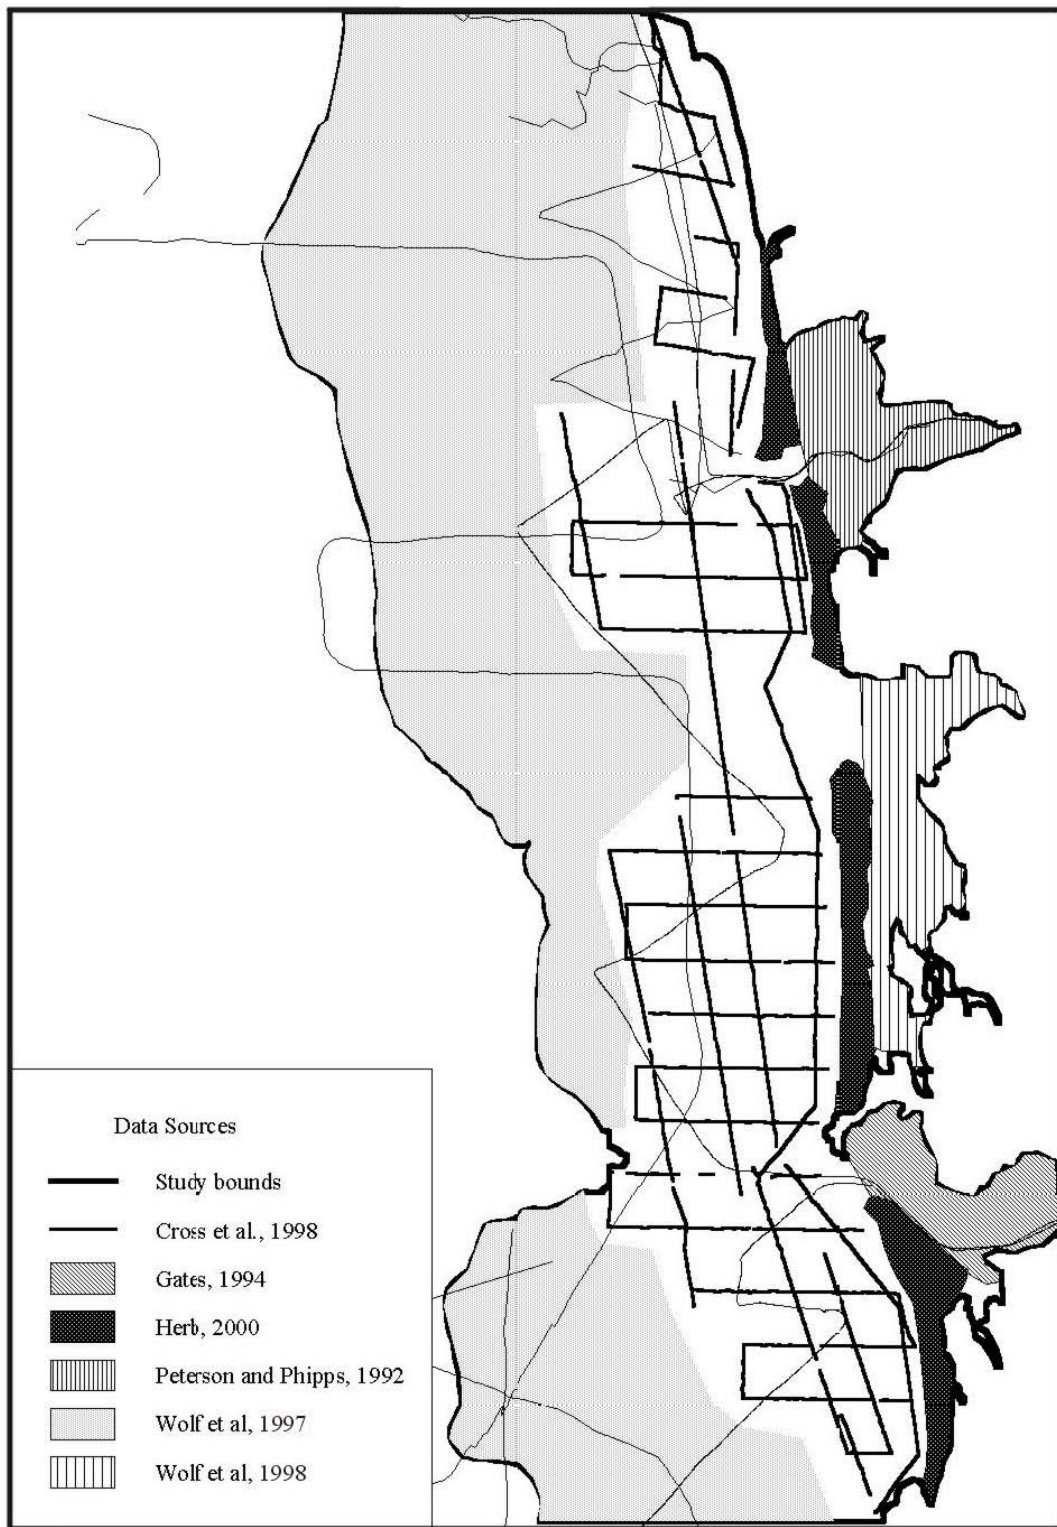 Data Sources
Study bounds
Cross et al., 1998
Gates, 1994
Herb, 2000
Peterson and Phipps, 1992
Wolf et al, 1997
Wolf et al, 1998